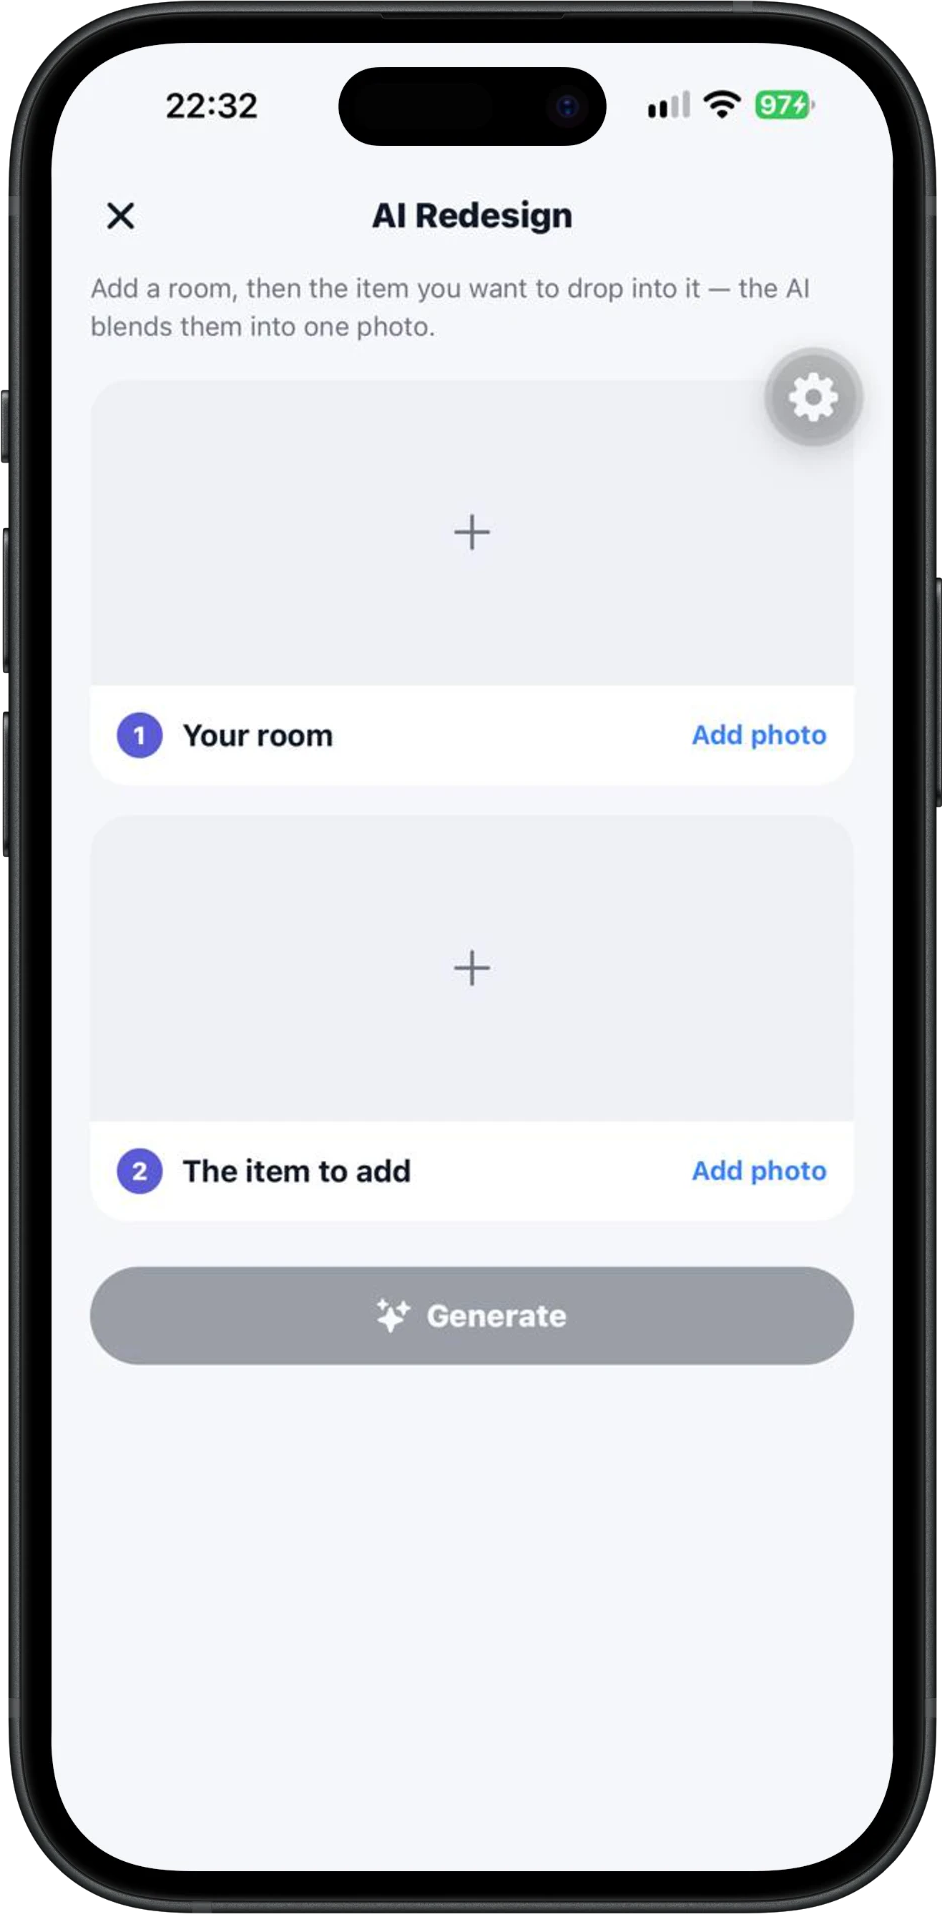 22:32
97
AI Redesign
Add a room, then the item you want to drop into it — the AI
blends them into one photo.
1 Your room Add photo
2 The item to add Add photo
Generate